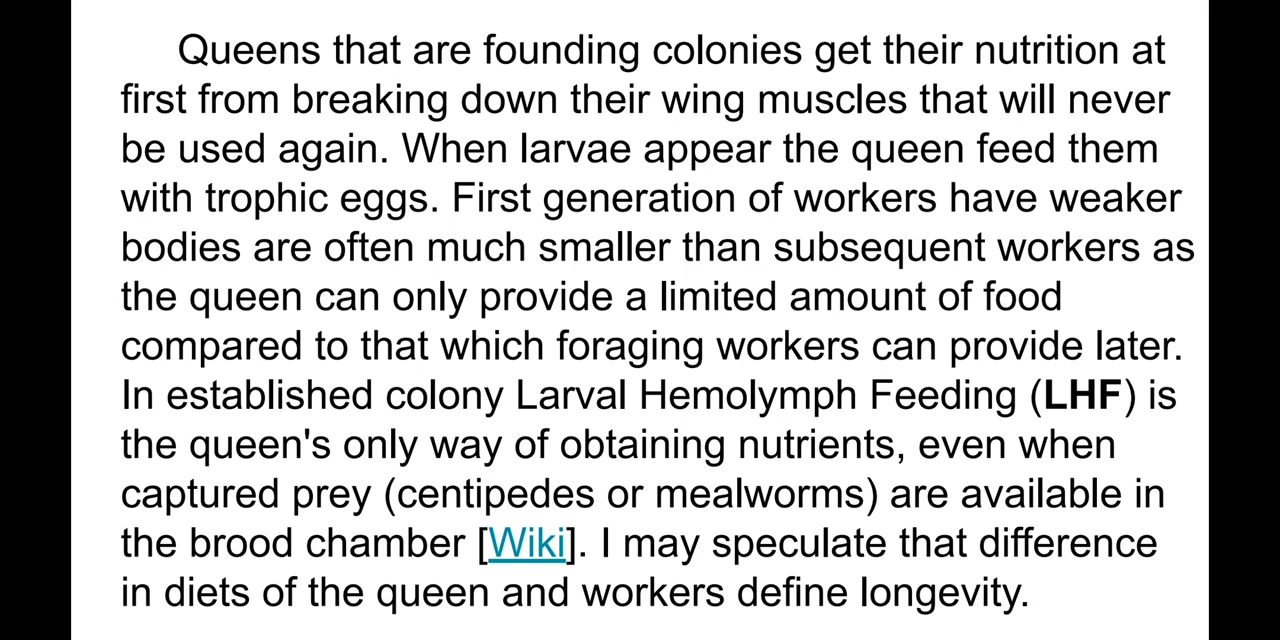 Queens that are founding colonies get their nutrition at
first from breaking down their wing muscles that will never
be used again. When larvae appear the queen feed them
with trophic eggs. First generation of workers have weaker
bodies are often much smaller than subsequent workers as
the queen can only provide a limited amount of food
compared to that which foraging workers can provide later.
In established colony Larval Hemolymph Feeding (LHF) is
the queen's only way of obtaining nutrients, even when
captured prey (centipedes or mealworms) are available in
the brood chamber [Wiki]. I may speculate that difference
in diets of the queen and workers define longevity.